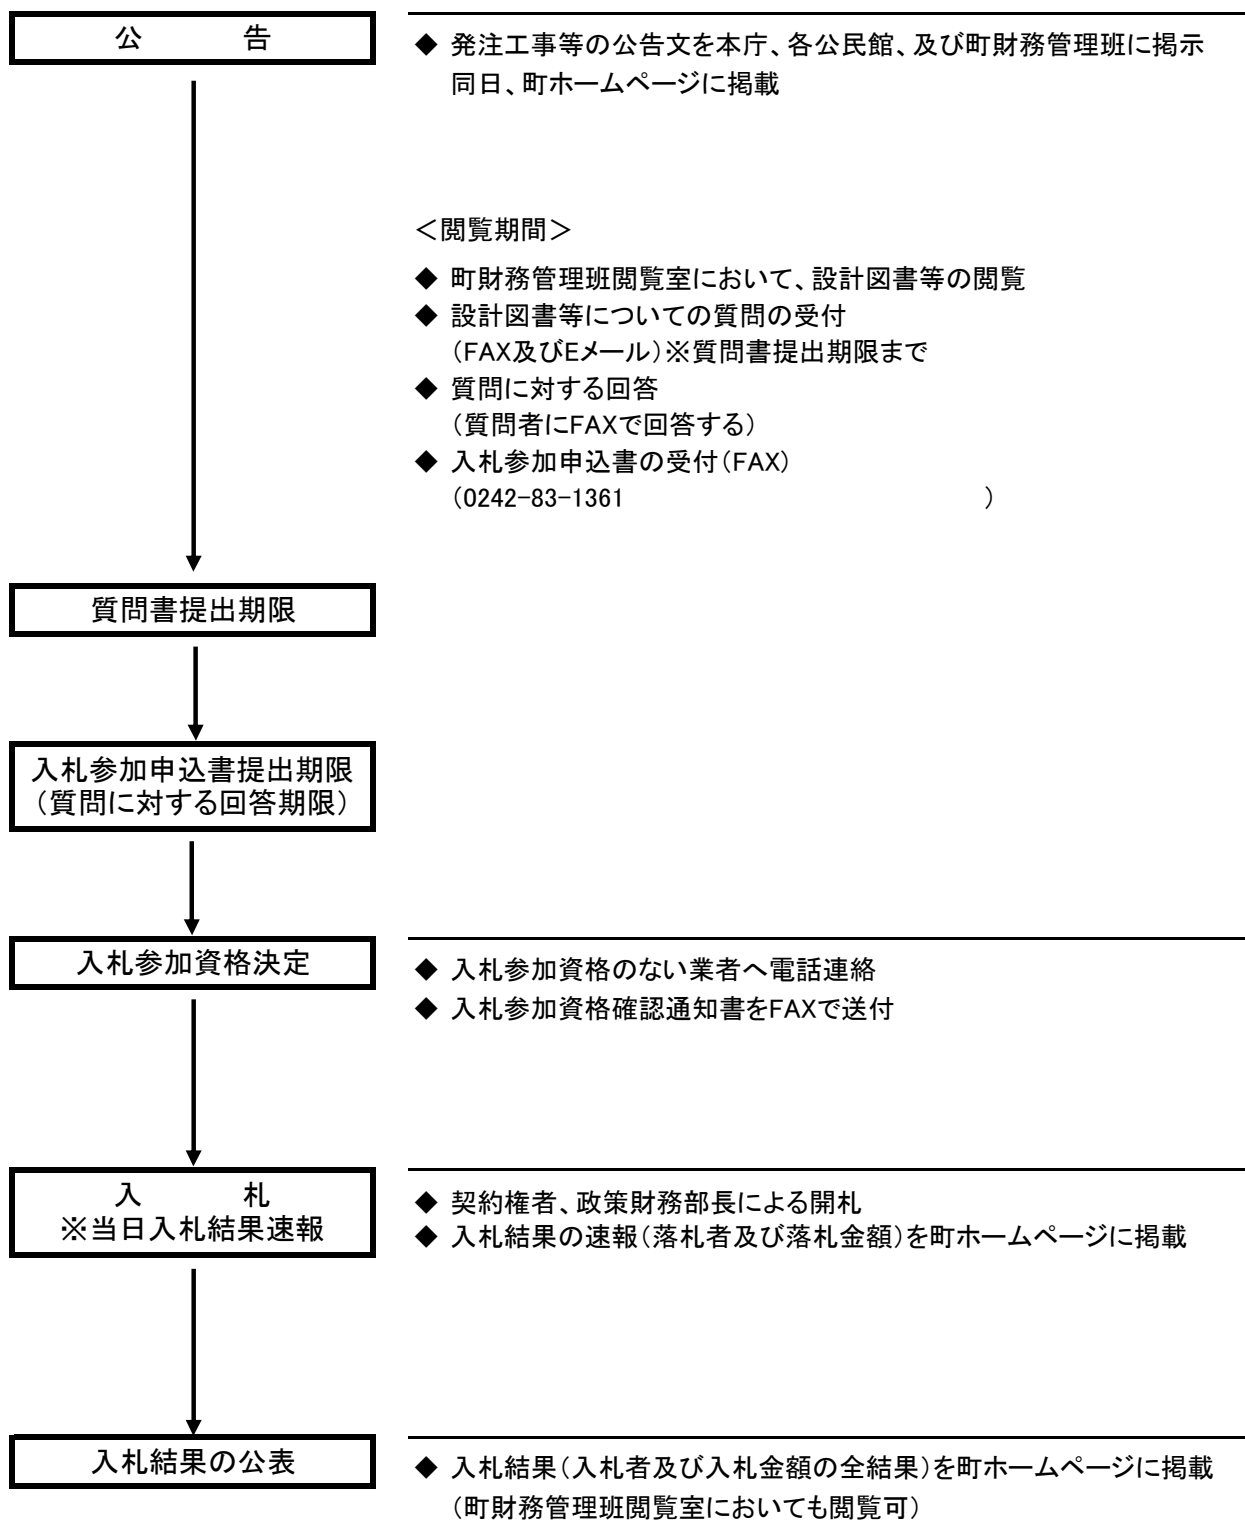 公　　　告
◆ 発注工事等の公告文を本庁、各公民館、及び町財務管理班に掲示
同日、町ホームページに掲載
＜閲覧期間＞
◆ 町財務管理班閲覧室において、設計図書等の閲覧
◆ 設計図書等についての質問の受付
（FAX及びEメール）※質問書提出期限まで
◆ 質問に対する回答
（質問者にFAXで回答する）
◆ 入札参加申込書の受付（FAX）
（0242-83-1361　　　　　　　　　　　　　　）
質問書提出期限
入札参加申込書提出期限
（質問に対する回答期限）
入札参加資格決定
◆ 入札参加資格のない業者へ電話連絡
◆ 入札参加資格確認通知書をFAXで送付
入　　　札
※当日入札結果速報
◆ 契約権者、政策財務部長による開札
◆ 入札結果の速報（落札者及び落札金額）を町ホームページに掲載
入札結果の公表
◆ 入札結果（入札者及び入札金額の全結果）を町ホームページに掲載
（町財務管理班閲覧室においても閲覧可）